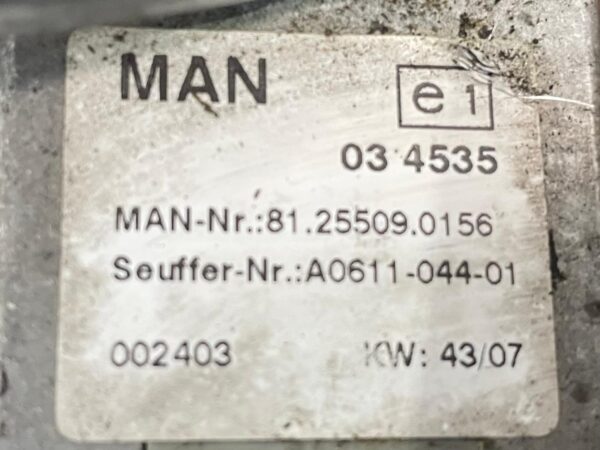 MAN
e1
03 4535
MAN-Nr.:81.25509.0156
Seuffer-Nr.:A0611-044-01
002403 KW: 43/07